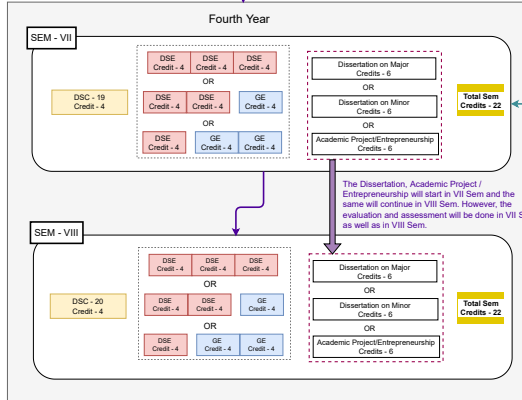 Fourth Year
SEM - VII
DSC - 19
Credit - 4
DSE DSE DSE
Credit - 4 Credit - 4 Credit - 4
OR
DSE DSE GE
Credit - 4 Credit - 4 Credit - 4
OR
DSE GE GE
Credit - 4 Credit - 4 Credit - 4
Dissertation on Major
Credits - 6
OR
Dissertation on Minor
Credits - 6
OR
Academic Project/Entrepreneurship
Credits - 6
Total Sem
Credits - 22
The Dissertation, Academic Project /
Entrepreneurship will start in VII Sem and the
same will continue in VIII Sem. However, the
evaluation and assessment will be done in VII S
as well as in VIII Sem.
SEM - VIII
DSC - 20
Credit - 4
DSE DSE DSE
Credit - 4 Credit - 4 Credit - 4
OR
DSE DSE GE
Credit - 4 Credit - 4 Credit - 4
OR
DSE GE GE
Credit - 4 Credit - 4 Credit - 4
Dissertation on Major
Credits - 6
OR
Dissertation on Minor
Credits - 6
OR
Academic Project/Entrepreneurship
Credits - 6
Total Sem
Credits - 22